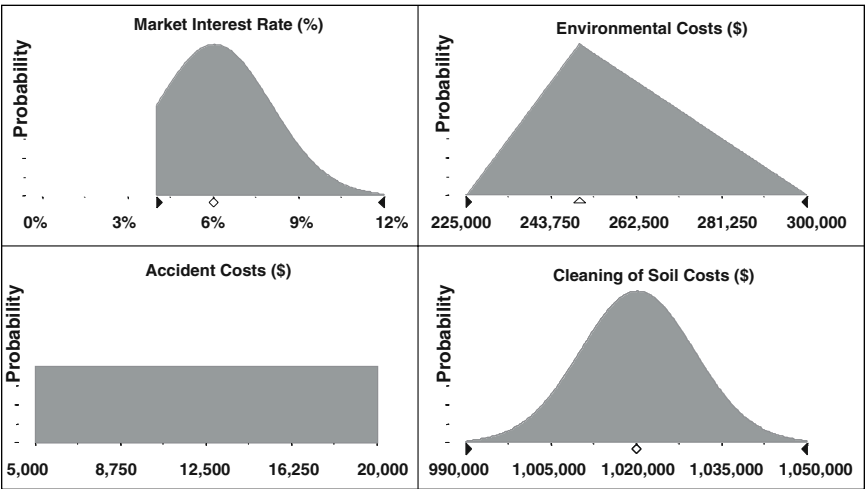 Market Interest Rate (%)
Probability
0% 3% 6% 9% 12%
Environmental Costs ($)
Probability
225,000 243,750 262,500 281,250 300,000
Accident Costs ($)
Probability
5,000 8,750 12,500 16,250 20,000
Cleaning of Soil Costs ($)
Probability
990,000 1,005,000 1,020,000 1,035,000 1,050,000